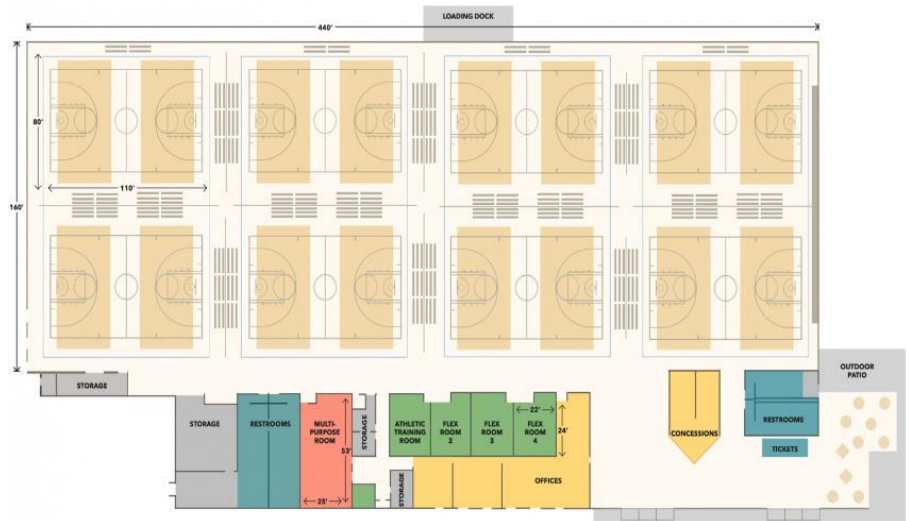 LOADING DOCK
440'
80'
110'
160'
OUTDOOR
PATIO
STORAGE
STORAGE
RESTROOMS
MULTI-
PURPOSE
ROOM
53'
25'
STORAGE
ATHLETIC
TRAINING
ROOM
FLEX
ROOM
2
FLEX
ROOM
3
22'
FLEX
ROOM
4
24'
STORAGE
OFFICES
CONCESSIONS
RESTROOMS
TICKETS